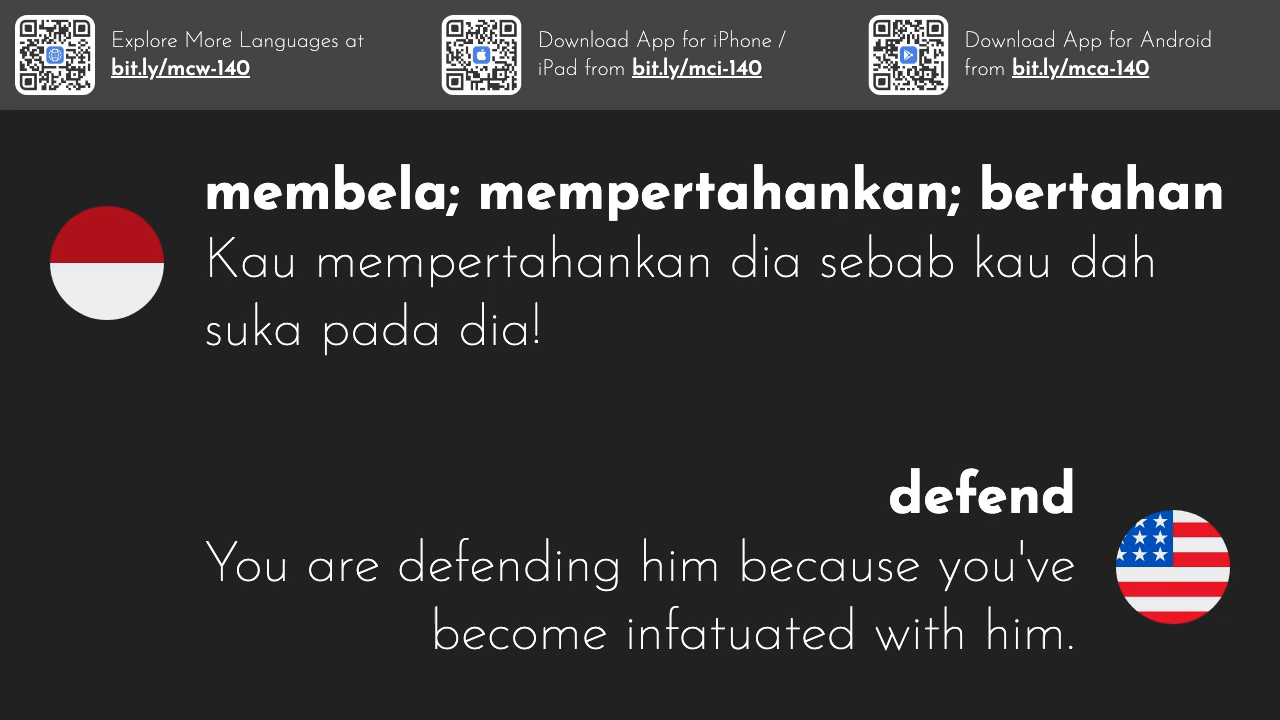 Explore More Languages at
bit.ly/mcw-140
Download App for iPhone /
iPad from bit.ly/mci-140
Download App for Android
from bit.ly/mca-140
membela; mempertahankan; bertahan
Kau mempertahankan dia sebab kau dah
suka pada dia!
defend
You are defending him because you've
become infatuated with him.